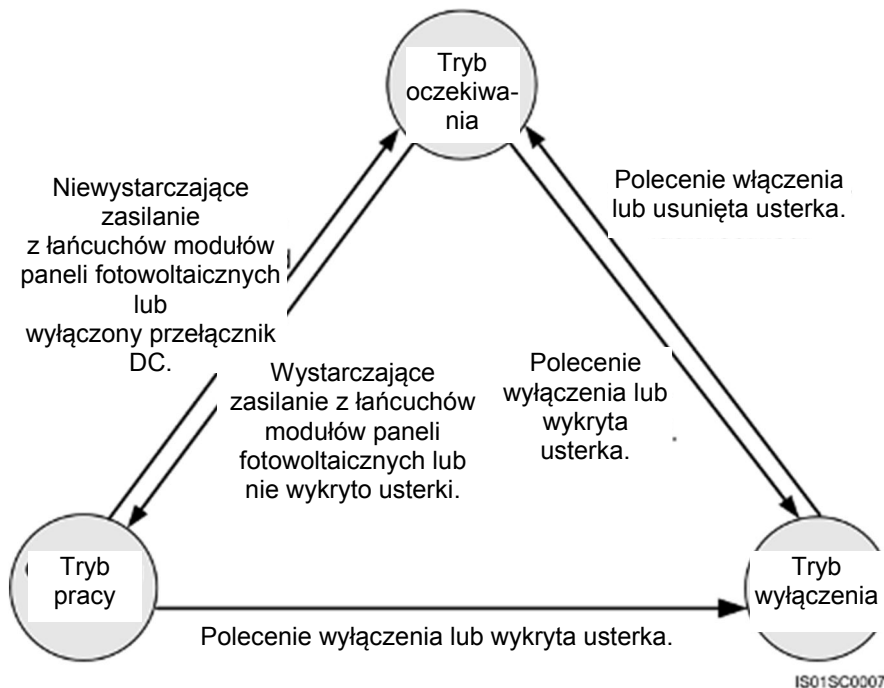 Tryb
oczekiwa-
nia
Niewystarczające
zasilanie
z łańcuchów modułów
paneli fotowoltaicznych
lub
wyłączony przełącznik
DC.
Polecenie włączenia
lub usunięta usterka.
Wystarczające
zasilanie z łańcuchów
modułów paneli
fotowoltaicznych lub
nie wykryto usterki.
Polecenie
wyłączenia lub
wykryta
usterka.
Tryb
pracy
Tryb
wyłączenia
Polecenie wyłączenia lub wykryta usterka.
IS01SC0007